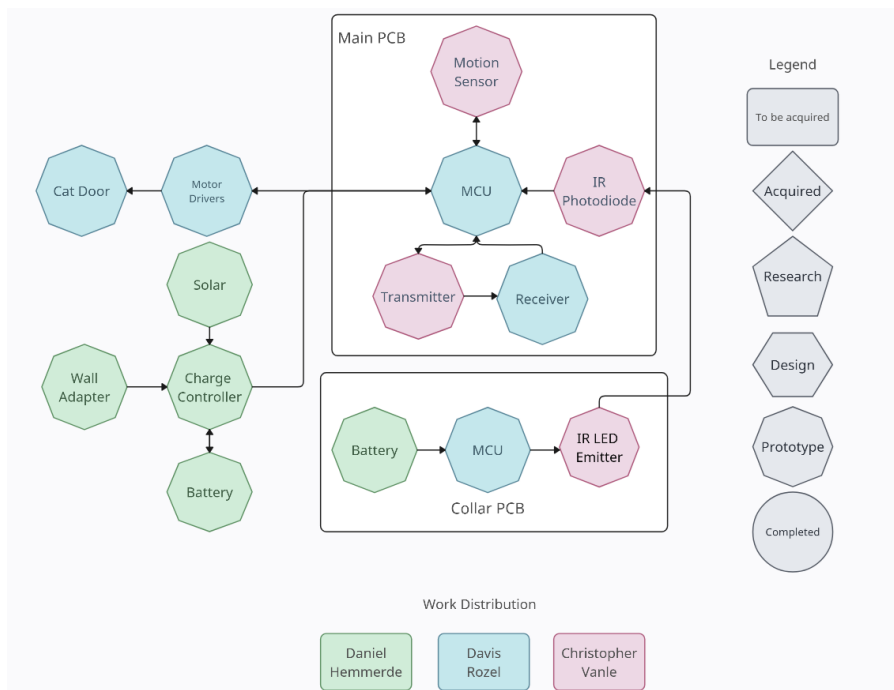 Main PCB
Motion
Sensor
Legend
To be acquired
Cat Door
Motor
Drivers
MCU
IR
Photodiode
Acquired
Solar
Transmitter
Receiver
Research
Wall
Adapter
Charge
Controller
Design
Battery
Battery
MCU
IR LED
Emitter
Collar PCB
Prototype
Completed
Work Distribution
Daniel
Hemmerde
Davis
Rozel
Christopher
Vanle